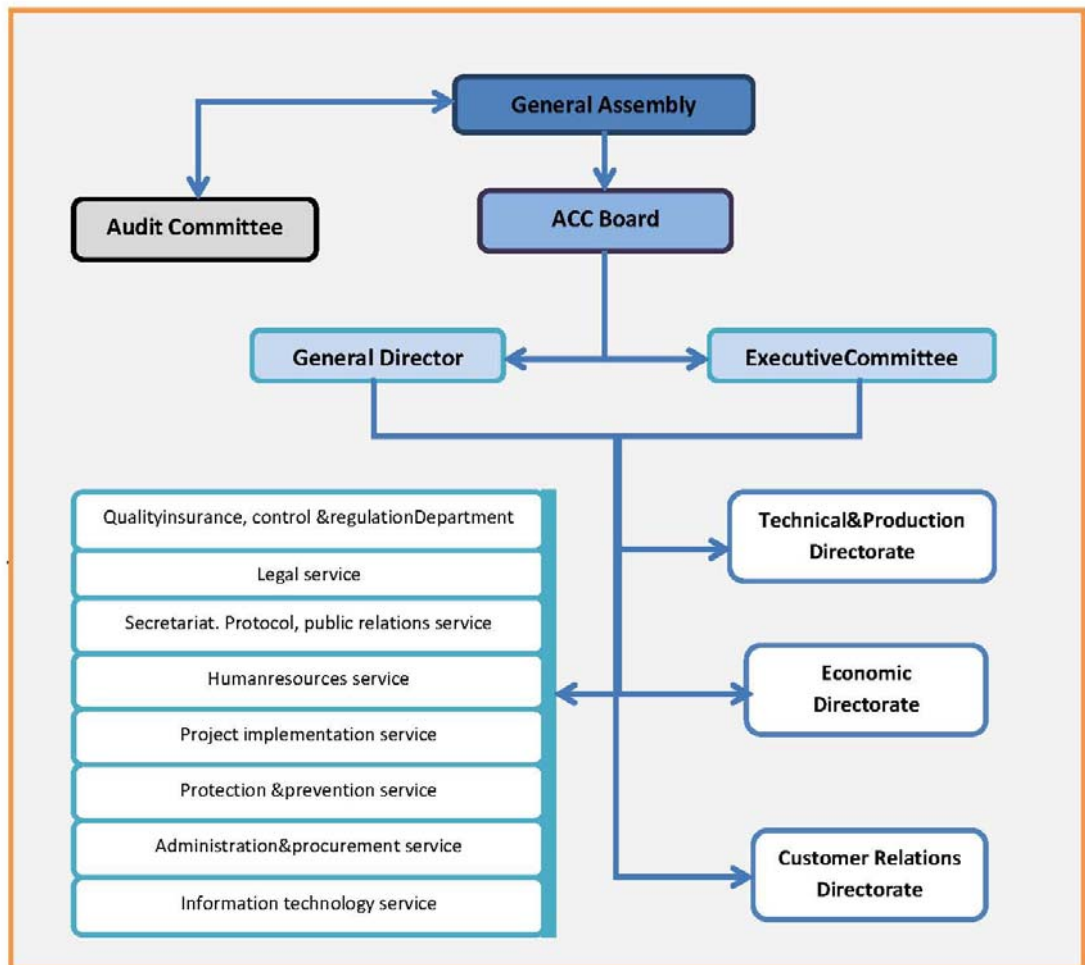 General Assembly
Audit Committee
ACC Board
General Director
ExecutiveCommittee
Qualityinsurance, control &regulationDepartment
Legal service
Secretariat. Protocol, public relations service
Humanresources service
Project implementation service
Protection &prevention service
Administration&procurement service
Information technology service
Technical&Production
Directorate
Economic
Directorate
Customer Relations
Directorate